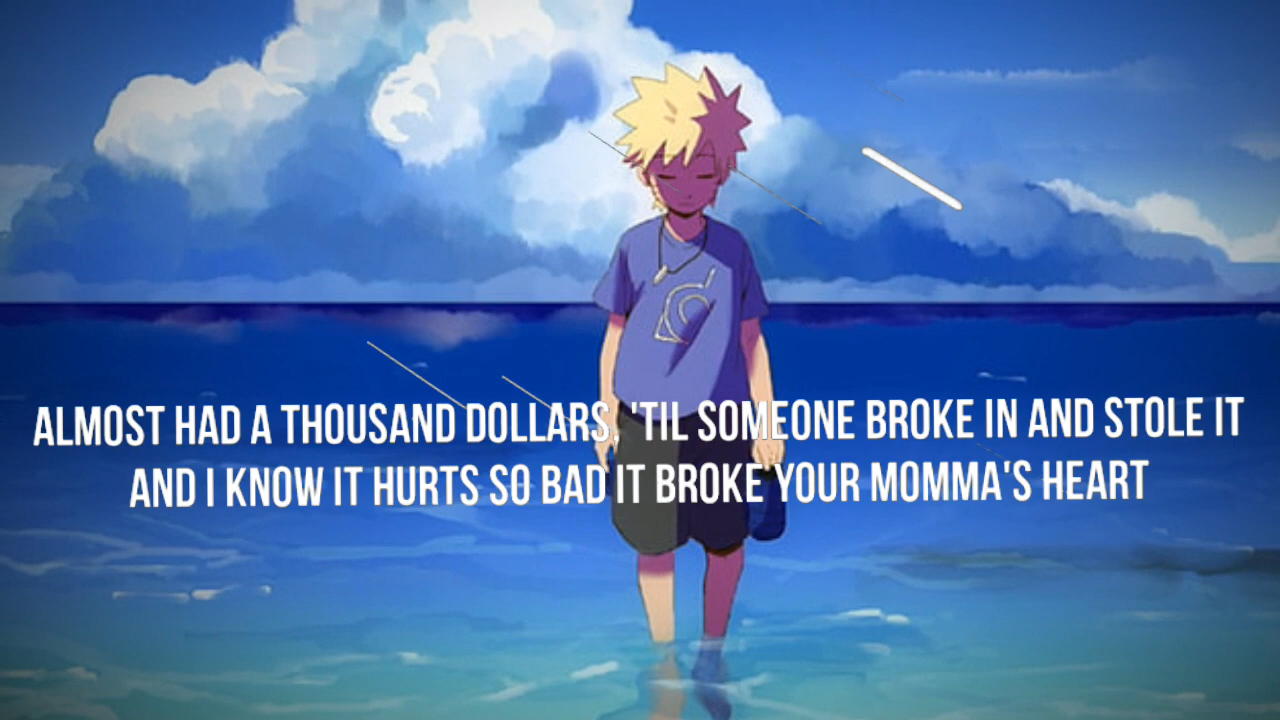 ALMOST HAD A THOUSAND DOLLARS, 'TIL SOMEONE BROKE IN AND STOLE IT
AND I KNOW IT HURTS SO BAD IT BROKE YOUR MOMMA'S HEART